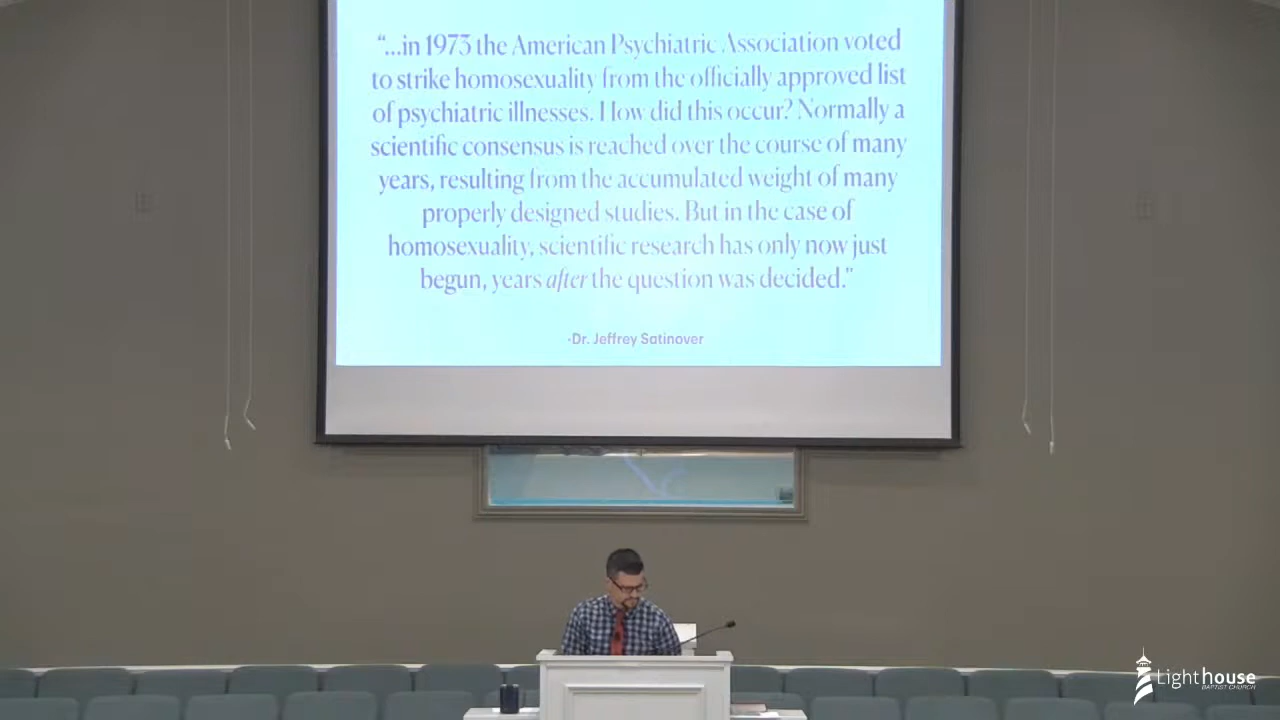 “...in 1973 the American Psychiatric Association voted
to strike homosexuality from the officially approved list
of psychiatric illnesses. How did this occur? Normally a
scientific consensus is reached over the course of many
years, resulting from the accumulated weight of many
properly designed studies. But in the case of
homosexuality, scientific research has only now just
begun, years after the question was decided.”
-Dr. Jeffrey Satinover
Lighthouse
BAPTIST CHURCH